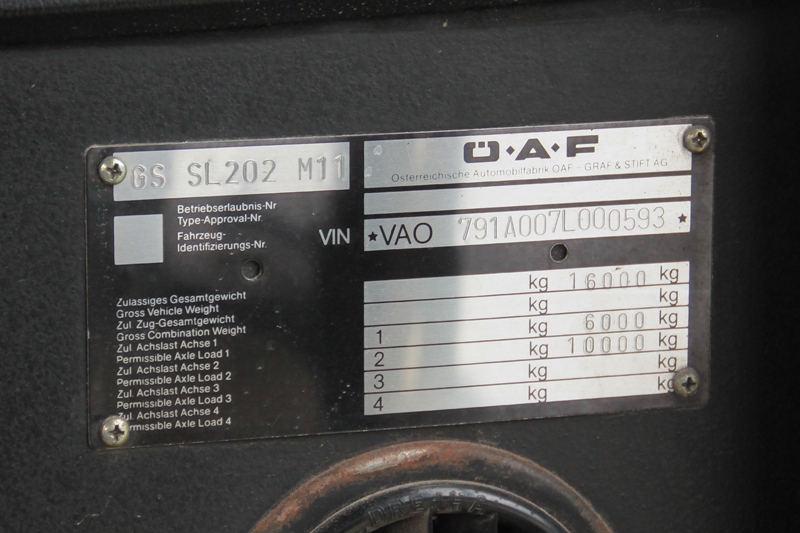 GS SL202 M11
Ö·A·F
Österreichische Automobilfabrik ÖAF - GRÄF & STIFT AG
Betriebserlaubnis-Nr
Type-Approval-Nr.
Fahrzeug-
Identifizierungs-Nr.
VIN ★VAO 791A007L000593 ★
Zulässiges Gesamtgewicht
Gross Vehicle Weight
Zul. Zug-Gesamtgewicht
Gross Combination Weight
Zul. Achslast Achse 1
Permissible Axle Load 1
Zul. Achslast Achse 2
Permissible Axle Load 2
Zul. Achslast Achse 3
Permissible Axle Load 3
Zul. Achslast Achse 4
Permissible Axle Load 4
kg 16000 kg
kg kg
1 kg 6000 kg
2 kg 10000 kg
3 kg kg
4 kg kg